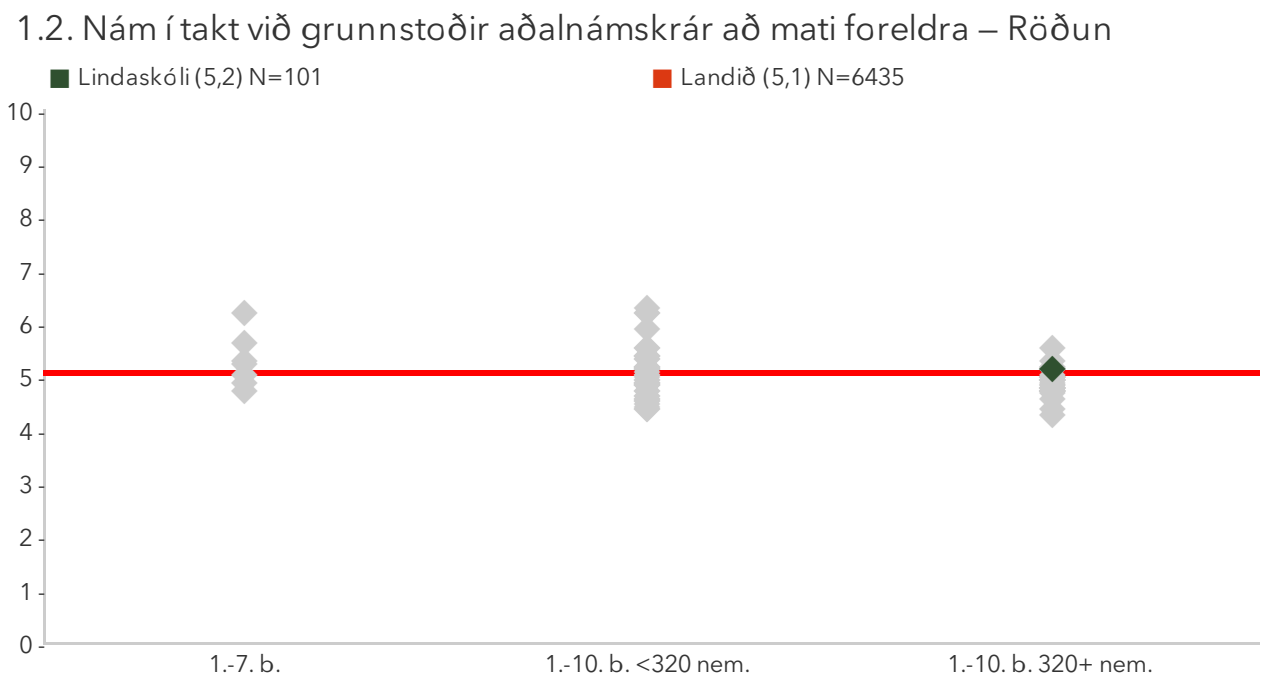 1.2. Nám í takt við grunnstoðir aðalnámskrár að mati foreldra – Röðun
Lindaskóli (5,2) N=101
Landið (5,1) N=6435
10
9
8
7
6
5
4
3
2
1
0
1.-7. b.
1.-10. b. <320 nem.
1.-10. b. 320+ nem.